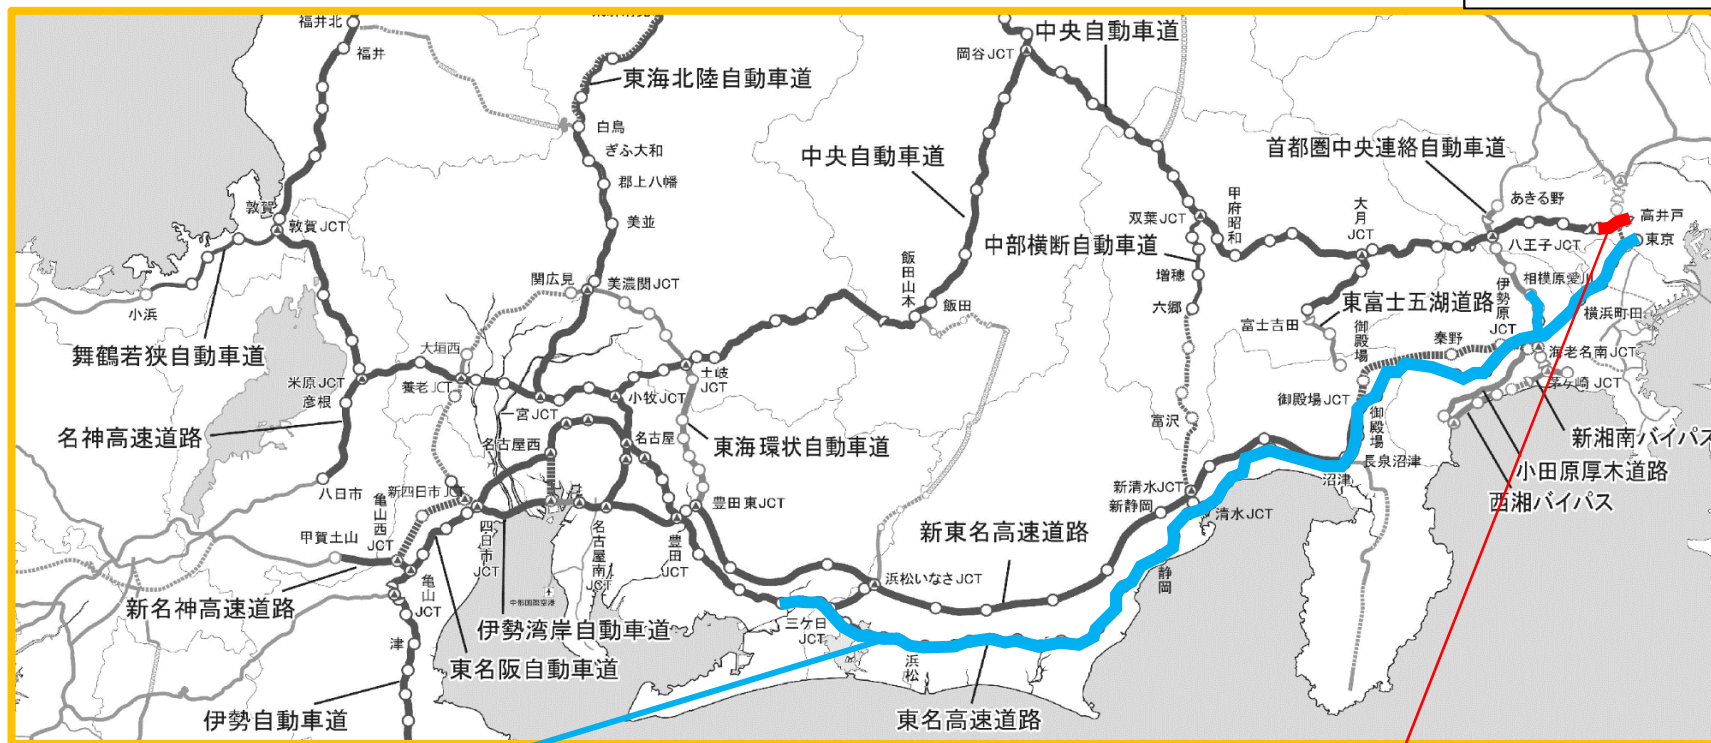 福井北
福井
東海北陸自動車道
岡谷JCT
中央自動車道
白鳥
ぎふ大和
郡上八幡
美並
中央自動車道
首都圏中央連絡自動車道
あきる野
高井戸
東京
八王子JCT
大月JCT
甲府昭和
双葉JCT
中部横断自動車道
増穂
六郷
敦賀
敦賀JCT
関広見
美濃関JCT
飯田山本
飯田
相模原愛川
伊勢原JCT
横浜町田
東富士五湖道路
富士吉田
御殿場
秦野
海老名南JCT
茅ヶ崎JCT
小浜
舞鶴若狭自動車道
大垣西
養老JCT
米原JCT
彦根
土岐JCT
小牧JCT
一宮JCT
御殿場JCT
御殿場
名神高速道路
名古屋西
名古屋
東海環状自動車道
富沢
長泉沼津
沼津
新湘南バイパス
小田原厚木道路
西湘バイパス
八日市
新四日市JCT
亀山西JCT
四日市JCT
豊田東JCT
新清水JCT
新静岡
清水JCT
甲賀土山
名古屋南JCT
豊田JCT
新東名高速道路
静岡
浜松いなさJCT
新名神高速道路
亀山JCT
中部国際空港
伊勢湾岸自動車道
三ケ日JCT
津
東名阪自動車道
浜松
伊勢自動車道
東名高速道路